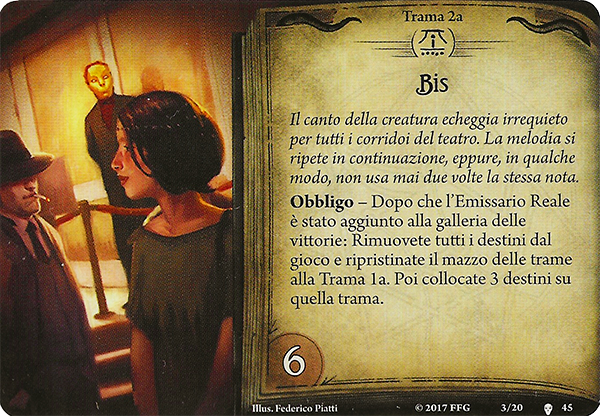 Trama 2a
Bis
Il canto della creatura echeggia irrequieto
per tutti i corridoi del teatro. La melodia si
ripete in continuazione, eppure, in qualche
modo, non usa mai due volte la stessa nota.
Obbligo – Dopo che l'Emissario Reale
è stato aggiunto alla galleria delle
vittorie: Rimuovete tutti i destini dal
gioco e ripristinate il mazzo delle trame
alla Trama 1a. Poi collocate 3 destini su
quella trama.
6
Illus. Federico Piatti © 2017 FFG 3/20 45